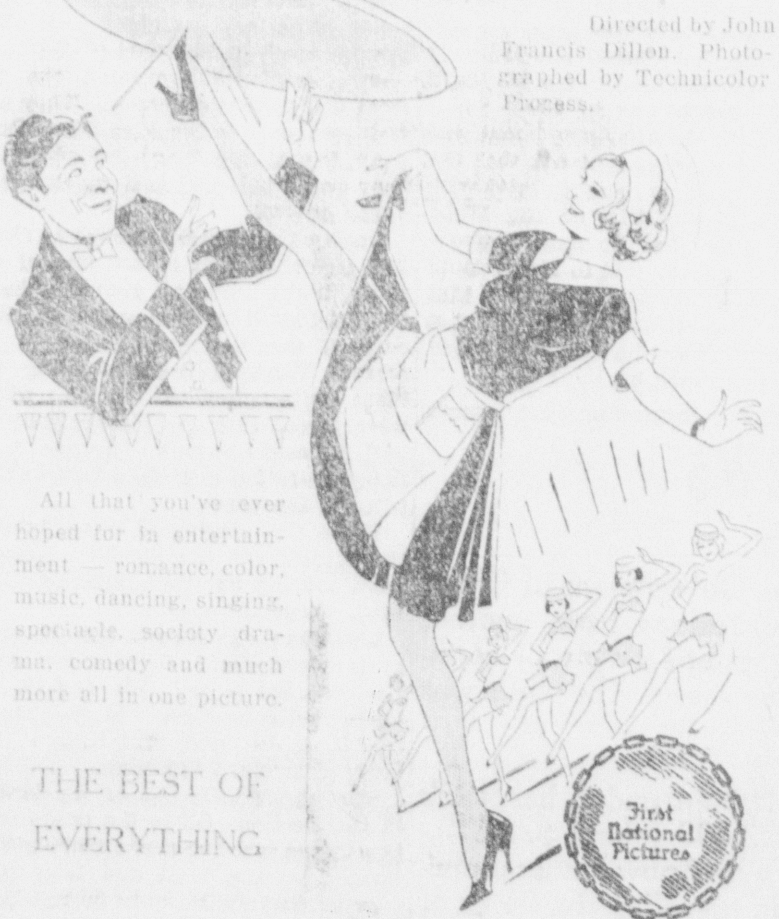 Directed by John
Francis Dillon. Photo-
graphed by Technicolor
Process.
All that you've ever
hoped for in entertain-
ment — romance, color,
music, dancing, singing,
spectacle, society dra-
ma, comedy and much
more all in one picture.
THE BEST OF
EVERYTHING
First
National
Pictures